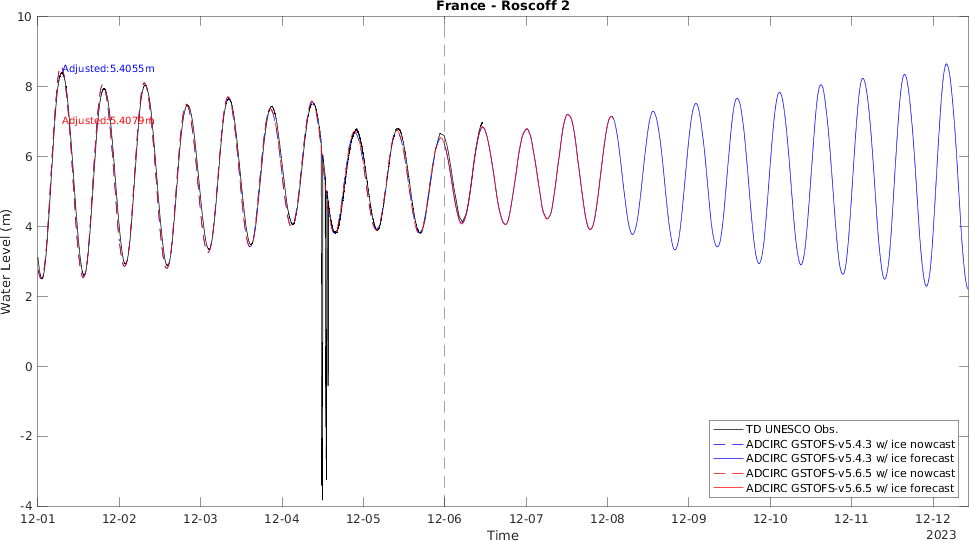 France - Roscoff 2
10
8
6
4
2
0
-2
-4
Water Level (m)
Adjusted:5.4055m
Adjusted:5.4079m
TD UNESCO Obs.
ADCIRC GSTOFS-v5.4.3 w/ ice nowcast
ADCIRC GSTOFS-v5.4.3 w/ ice forecast
ADCIRC GSTOFS-v5.6.5 w/ ice nowcast
ADCIRC GSTOFS-v5.6.5 w/ ice forecast
12-01 12-02 12-03 12-04 12-05 12-06 12-07 12-08 12-09 12-10 12-11 12-12
2023
Time